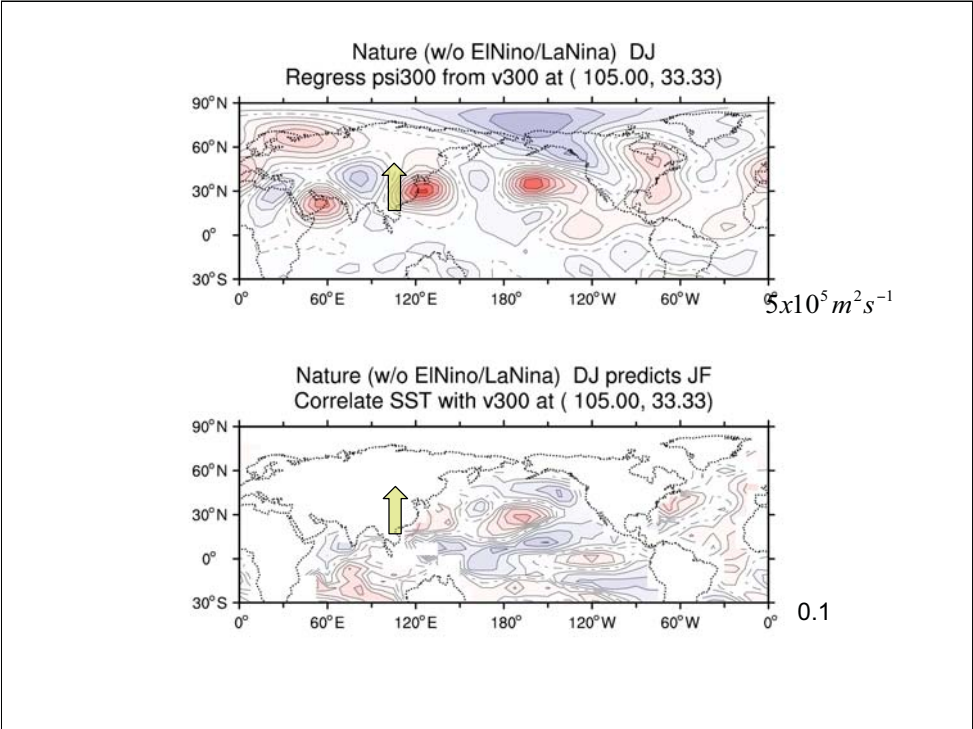 Nature (w/o ElNino/LaNina) DJ
Regress psi300 from v300 at ( 105.00, 33.33)
90°N
60°N
30°N
0°
30°S
0° 60°E 120°E 180° 120°W 60°W 0°
5x10⁵ m² s⁻¹
Nature (w/o ElNino/LaNina) DJ predicts JF
Correlate SST with v300 at ( 105.00, 33.33)
90°N
60°N
30°N
0°
30°S
0° 60°E 120°E 180° 120°W 60°W 0°
0.1